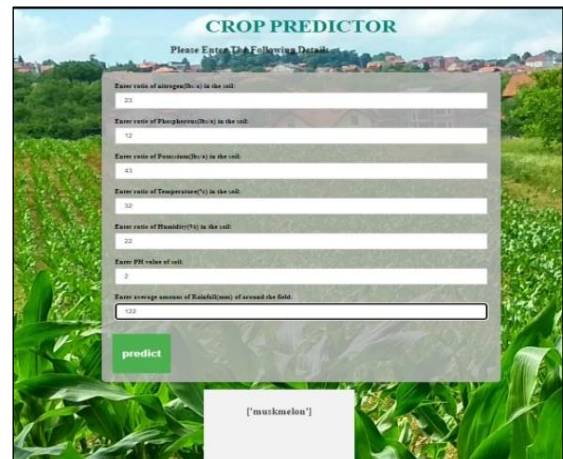 CROP PREDICTOR
Please Enter The Following Details
Enter ratio of nitrogen(lbs/a) in the soil:
23
Enter ratio of Phosphorous(lbs/a) in the soil:
12
Enter ratio of Potassium(lbs/a) in the soil:
43
Enter ratio of Temperature(°c) in the soil:
32
Enter ratio of Humidity(%) in the soil:
22
Enter PH value of soil:
2
Enter average amount of Rainfall(mm) of around the field:
122
predict
['muskmelon']